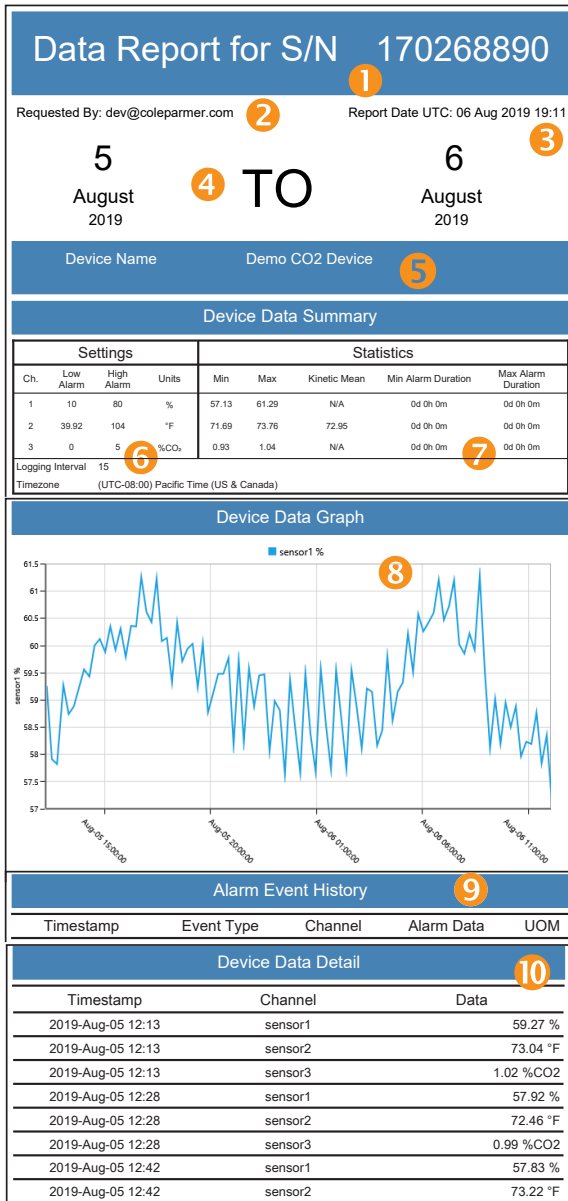 Data Report for S/N 170268890
1
Requested By: dev@coleparmer.com 2 Report Date UTC: 06 Aug 2019 19:11
3
5 4 TO 6
August August
2019 2019
Device Name Demo CO2 Device 5
Device Data Summary
Settings Statistics
Ch. Low Alarm High Alarm Units Min Max Kinetic Mean Min Alarm Duration Max Alarm Duration
1 10 80 % 57.13 61.29 N/A 0d 0h 0m 0d 0h 0m
2 39.92 104 °F 71.69 73.76 72.95 0d 0h 0m 0d 0h 0m
3 0 5 %CO₂ 0.93 1.04 N/A 0d 0h 0m 0d 0h 0m
6 7
Logging Interval 15
Timezone (UTC-08:00) Pacific Time (US & Canada)
Device Data Graph
sensor1 %
8
61.5
61
60.5
60
59.5
59
58.5
58
57.5
57
sensor1 %
Aug-05 15:00:00 Aug-05 20:00:00 Aug-06 01:00:00 Aug-06 06:00:00 Aug-06 11:00:00
Alarm Event History 9
Timestamp Event Type Channel Alarm Data UOM
Device Data Detail 10
Timestamp Channel Data
2019-Aug-05 12:13 sensor1 59.27 %
2019-Aug-05 12:13 sensor2 73.04 °F
2019-Aug-05 12:13 sensor3 1.02 %CO2
2019-Aug-05 12:28 sensor1 57.92 %
2019-Aug-05 12:28 sensor2 72.46 °F
2019-Aug-05 12:28 sensor3 0.99 %CO2
2019-Aug-05 12:42 sensor1 57.83 %
2019-Aug-05 12:42 sensor2 73.22 °F